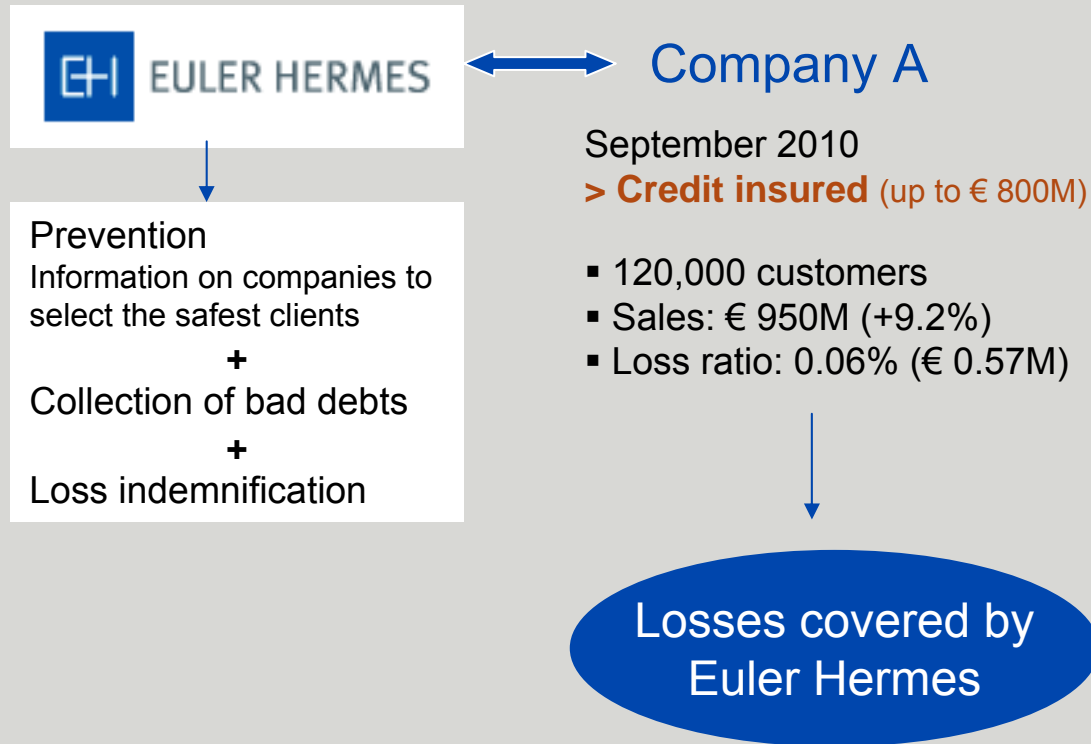 EH EULER HERMES
Prevention
Information on companies to
select the safest clients
+
Collection of bad debts
+
Loss indemnification
Company A
September 2010
> Credit insured (up to € 800M)
▪ 120,000 customers
▪ Sales: € 950M (+9.2%)
▪ Loss ratio: 0.06% (€ 0.57M)
Losses covered by
Euler Hermes